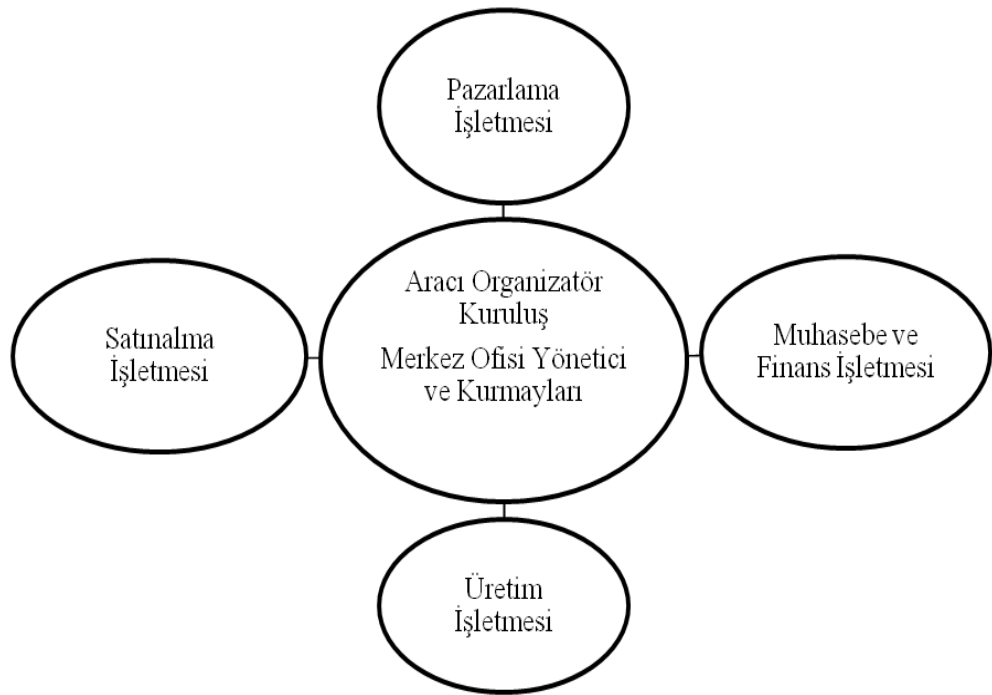 Pazarlama
İşletmesi
Aracı Organizatör
Kuruluş
Merkez Ofisi Yönetici
ve Kurmayları
Satınalma
İşletmesi
Muhasebe ve
Finans İşletmesi
Üretim
İşletmesi